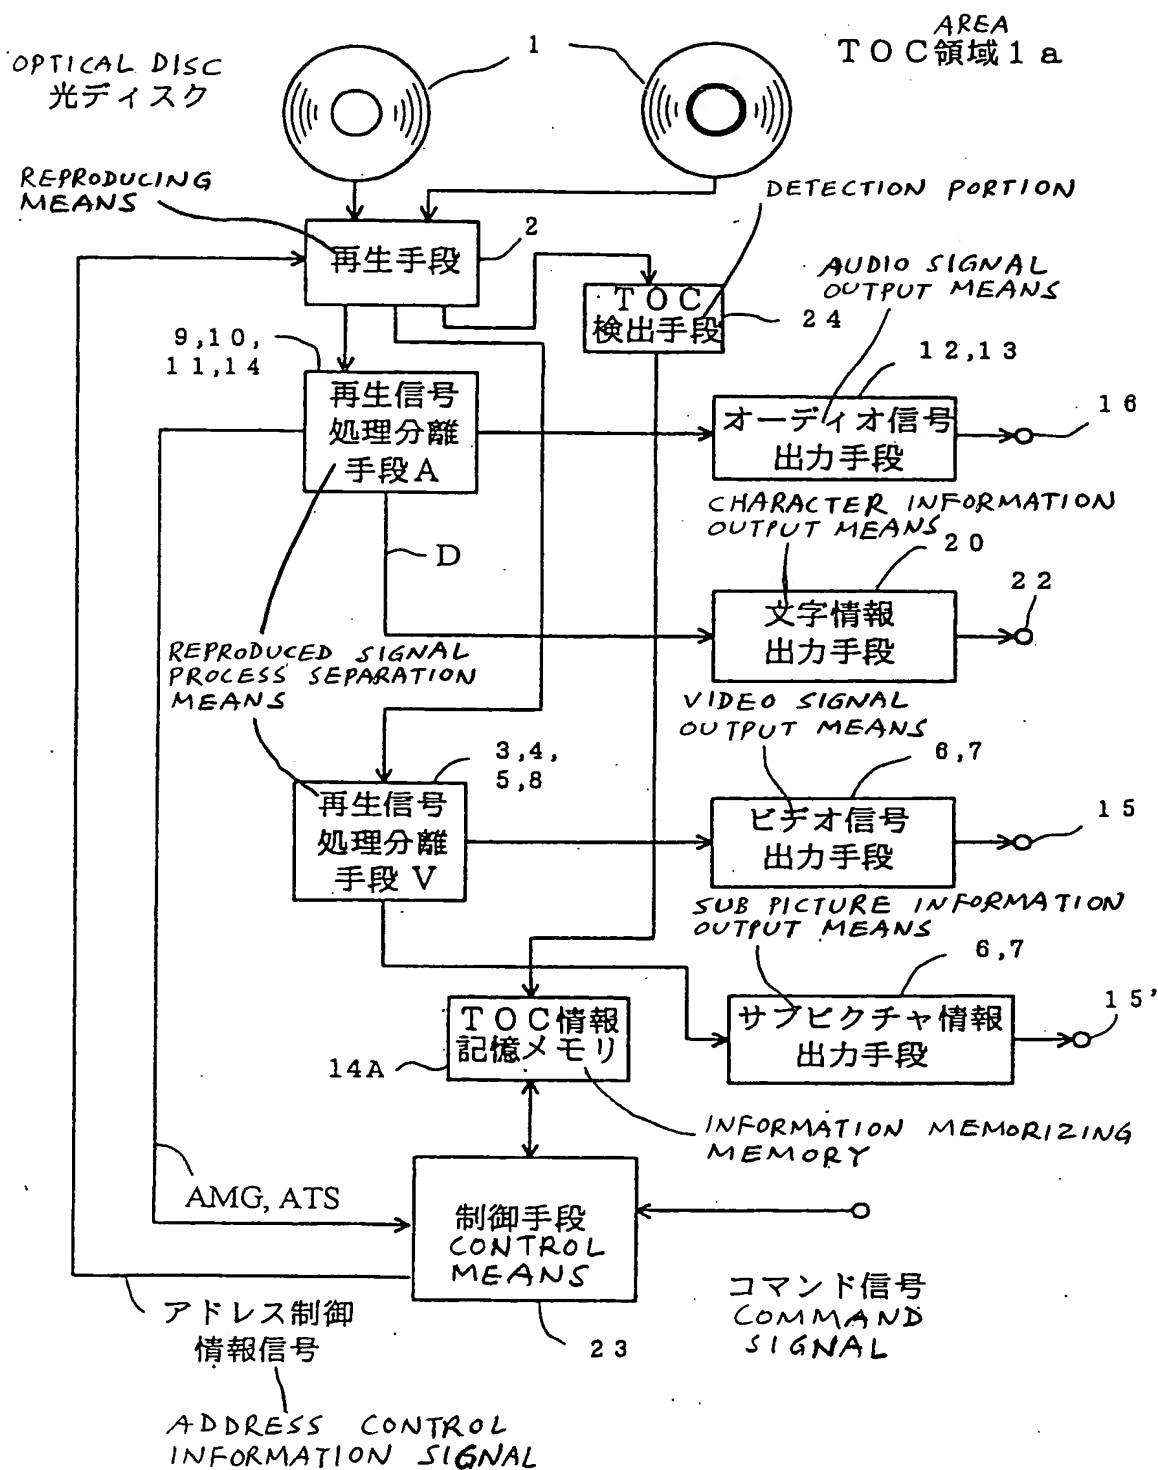 AREA
TOC領域1a
1
OPTICAL DISC
光ディスク
REPRODUCING
MEANS
DETECTION PORTION
2
再生手段
AUDIO SIGNAL
OUTPUT MEANS
TOC
検出手段
24
9,10,
11,14
12,13
再生信号
処理分離
手段A
オーディオ信号
出力手段
16
CHARACTER INFORMATION
OUTPUT MEANS
20
D
22
文字情報
出力手段
REPRODUCED SIGNAL
PROCESS SEPARATION
MEANS
VIDEO SIGNAL
OUTPUT MEANS
3,4,
5,8
6,7
再生信号
処理分離
手段V
ビデオ信号
出力手段
15
SUB PICTURE INFORMATION
OUTPUT MEANS
6,7
TOC情報
記憶メモリ
14A
サブピクチャ情報
出力手段
15'
INFORMATION MEMORIZING
MEMORY
AMG, ATS
制御手段
CONTROL
MEANS
コマンド信号
COMMAND
SIGNAL
アドレス制御
情報信号
23
ADDRESS CONTROL
INFORMATION SIGNAL